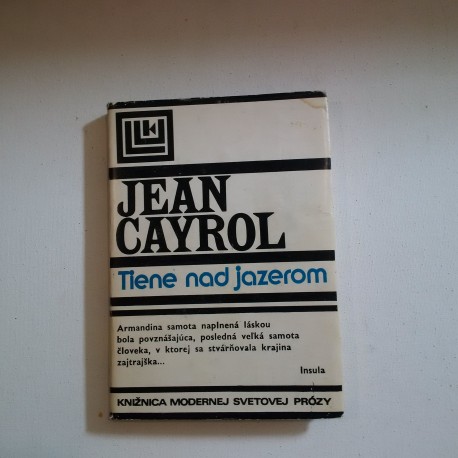 JEAN
CAYROL
Tiene nad jazerom
Armandina samota naplnená láskou
bola povznášajúca, posledná veľká samota
človeka, v ktorej sa stvárňovala krajina
zajtrajška...
Insula
KNIŽNICA MODERNEJ SVETOVEJ PRÓZY